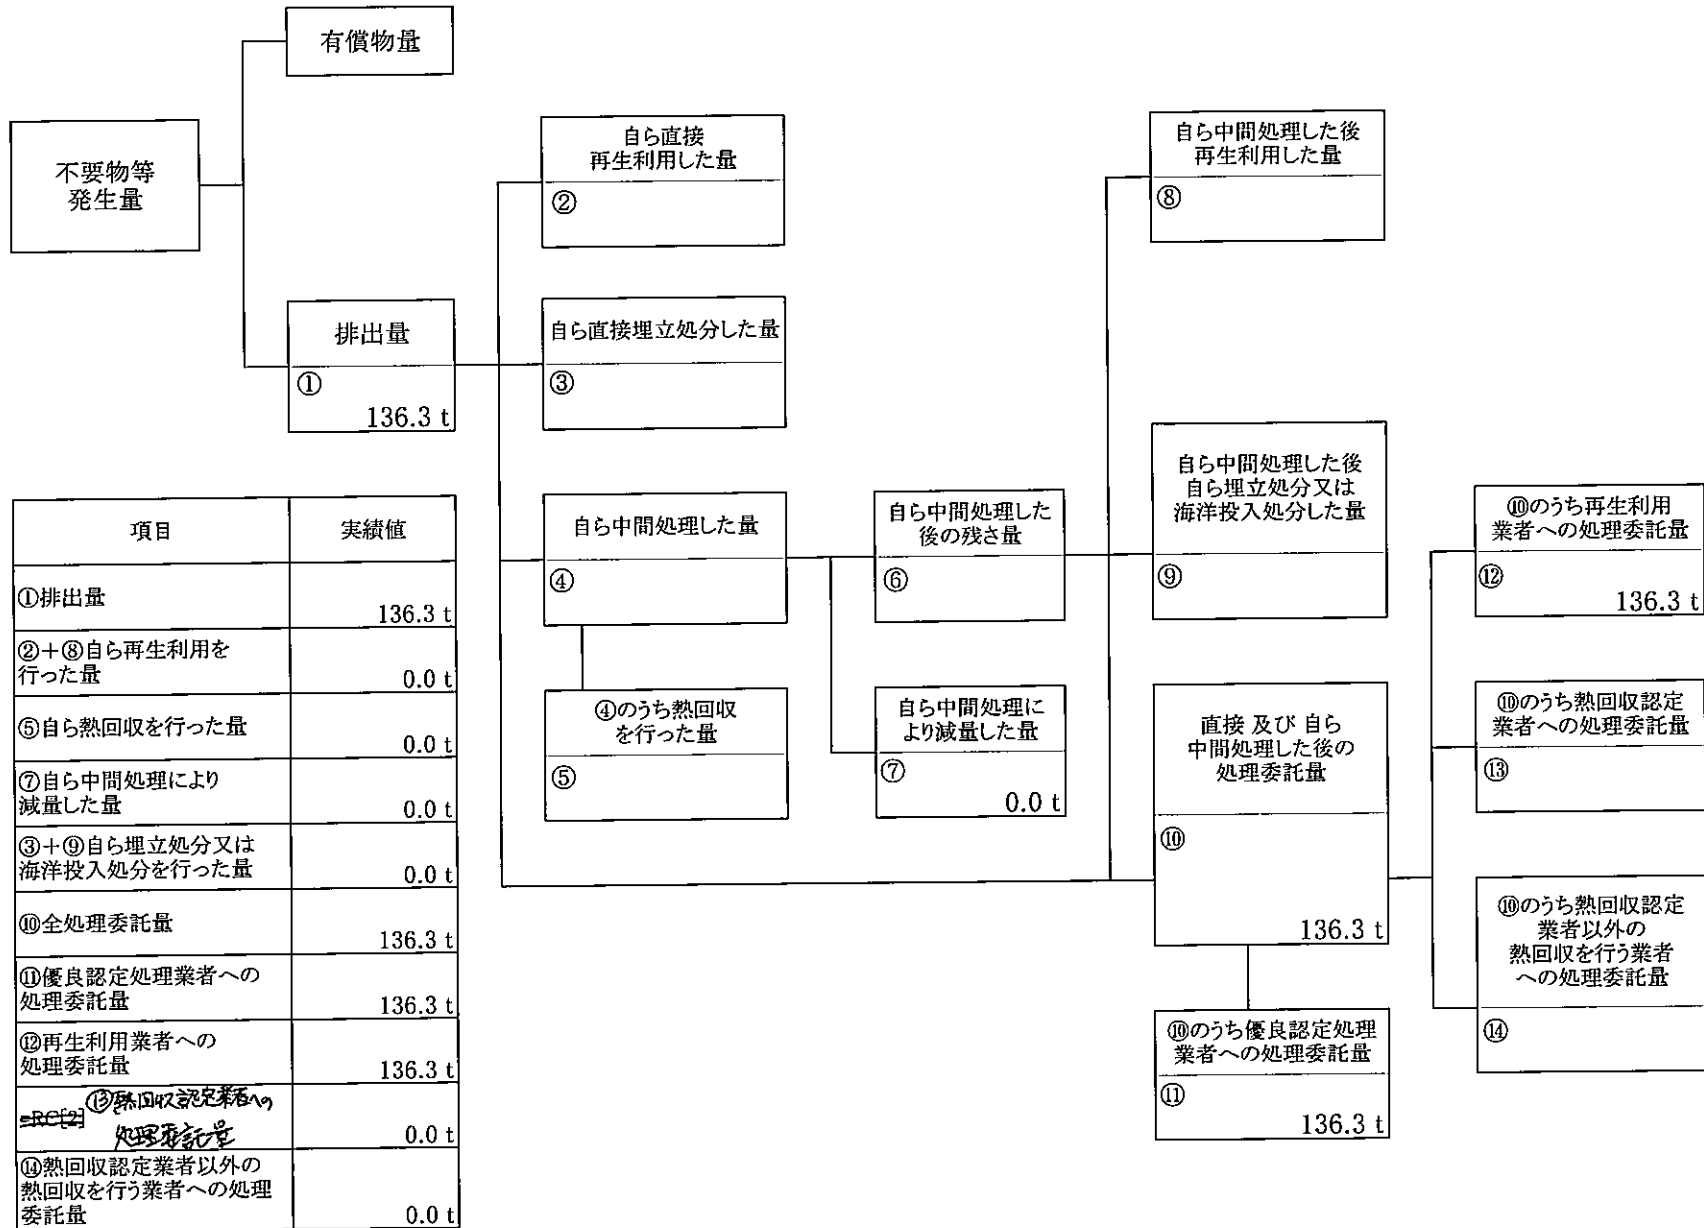 有償物量
不要物等
発生量
自ら直接
再生利用した量
②
自ら中間処理した後
再生利用した量
⑧
排出量
①
136.3 t
自ら直接埋立処分した量
③
自ら中間処理した量
④
自ら中間処理した
後の残さ量
⑥
自ら中間処理した後
自ら埋立処分又は
海洋投入処分した量
⑨
⑩のうち再生利用
業者への処理委託量
⑫
136.3 t
④のうち熱回収
を行った量
⑤
自ら中間処理に
より減量した量
⑦
0.0 t
直接 及び 自ら
中間処理した後の
処理委託量
⑩
136.3 t
⑩のうち熱回収認定
業者への処理委託量
⑬
⑩のうち熱回収認定
業者以外の
熱回収を行う業者
への処理委託量
⑭
⑩のうち優良認定処理
業者への処理委託量
⑪
136.3 t
項目 実績値
①排出量
136.3 t
②+⑧自ら再生利用を
行った量
0.0 t
⑤自ら熱回収を行った量
0.0 t
⑦自ら中間処理により
減量した量
0.0 t
③+⑨自ら埋立処分又は
海洋投入処分を行った量
0.0 t
⑩全処理委託量
136.3 t
⑪優良認定処理業者への
処理委託量
136.3 t
⑫再生利用業者への
処理委託量
136.3 t
=RC[2] ⑬熱回収認定業者への
処理委託量
0.0 t
⑭熱回収認定業者以外の
熱回収を行う業者への処理
委託量
0.0 t